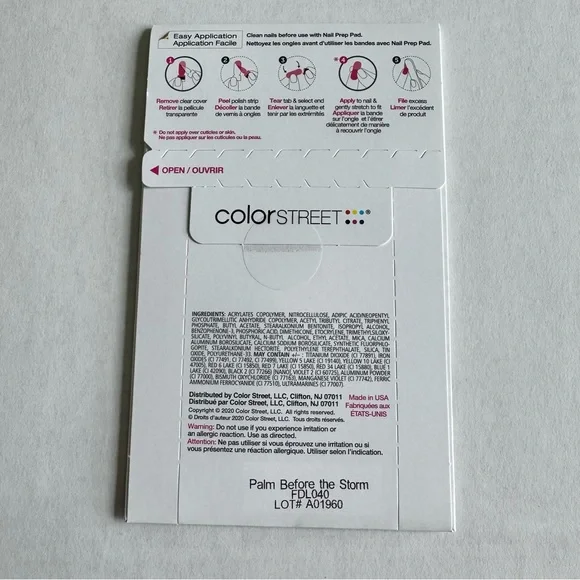 Easy Application
Application Facile
Clean nails before use with Nail Prep Pad.
Nettoyez les ongles avant d'utiliser les bandes avec Nail Prep Pad.
1
2
3
*4
5
Remove clear cover
Retirer la pellicule
transparente
Peel polish strip
Décoller la bande
de vernis à ongles
Tear tab & select end
Enlever la languette et
tenir par les extrémités
Apply to nail &
gently stretch to fit
Appliquer la bande
sur l'ongle et l'étirer
délicatement de manière
à recouvrir l'ongle
File excess
Limer l'excédent
de produit
* Do not apply over cuticles or skin.
Ne pas appliquer sur les cuticules ou la peau.
OPEN / OUVRIR
colorSTREET®
INGREDIENTS: ACRYLATES COPOLYMER, NITROCELLULOSE, ADIPIC ACID/NEOPENTYL
GLYCOL/TRIMELLITIC ANHYDRIDE COPOLYMER, ACETYL TRIBUTYL CITRATE, TRIPHENYL
PHOSPHATE, BUTYL ACETATE, STEARALKONIUM BENTONITE, ISOPROPYL ALCOHOL,
BENZOPHENONE-3, PHOSPHORIC ACID, DIMETHICONE, ETOCRYLENE, TRIMETHYLSILOXY-
SILICATE, POLYVINYL BUTYRAL, N-BUTYL ALCOHOL, ETHYL ACETATE, MICA, CALCIUM
ALUMINUM BOROSILICATE, CALCIUM SODIUM BOROSILICATE, SYNTHETIC FLUORPHLO-
GOPITE, STEARALKONIUM HECTORITE, POLYETHYLENE TEREPHTHALATE, SILICA, TIN
OXIDE, POLYURETHANE-33. MAY CONTAIN +/- : TITANIUM DIOXIDE (CI 77891), IRON
OXIDES (CI 77491, CI 77492, CI 77499), YELLOW 5 LAKE (CI 19140), YELLOW 10 LAKE (CI
47005), RED 6 LAKE (CI 15850), RED 7 LAKE (CI 15850), RED 34 LAKE (CI 15880), BLUE 1
LAKE (CI 42090), BLACK 2 (CI 77266) [NANO], VIOLET 2 (CI 60725), ALUMINUM POWDER
(CI 77000), BISMUTH OXYCHLORIDE (CI 77163), MANGANESE VIOLET (CI 77742), FERRIC
AMMONIUM FERROCYANIDE (CI 77510), ULTRAMARINES (CI 77007).
Distributed by Color Street, LLC, Clifton, NJ 07011
Distribué par Color Street, LLC, Clifton, NJ 07011
Copyright © 2020 Color Street, LLC. All rights reserved.
© Droits d'auteur 2020 Color Street, LLC. Tous droits réservés.
Made in USA
Fabriquées aux
ÉTATS-UNIS
Warning: Do not use if you experience irritation or
an allergic reaction. Use as directed.
Attention: Ne pas utiliser si vous éprouvez une irritation ou si
vous présentez une réaction allergique. Utiliser selon l'indication.
Palm Before the Storm
FDL040
LOT# A01960